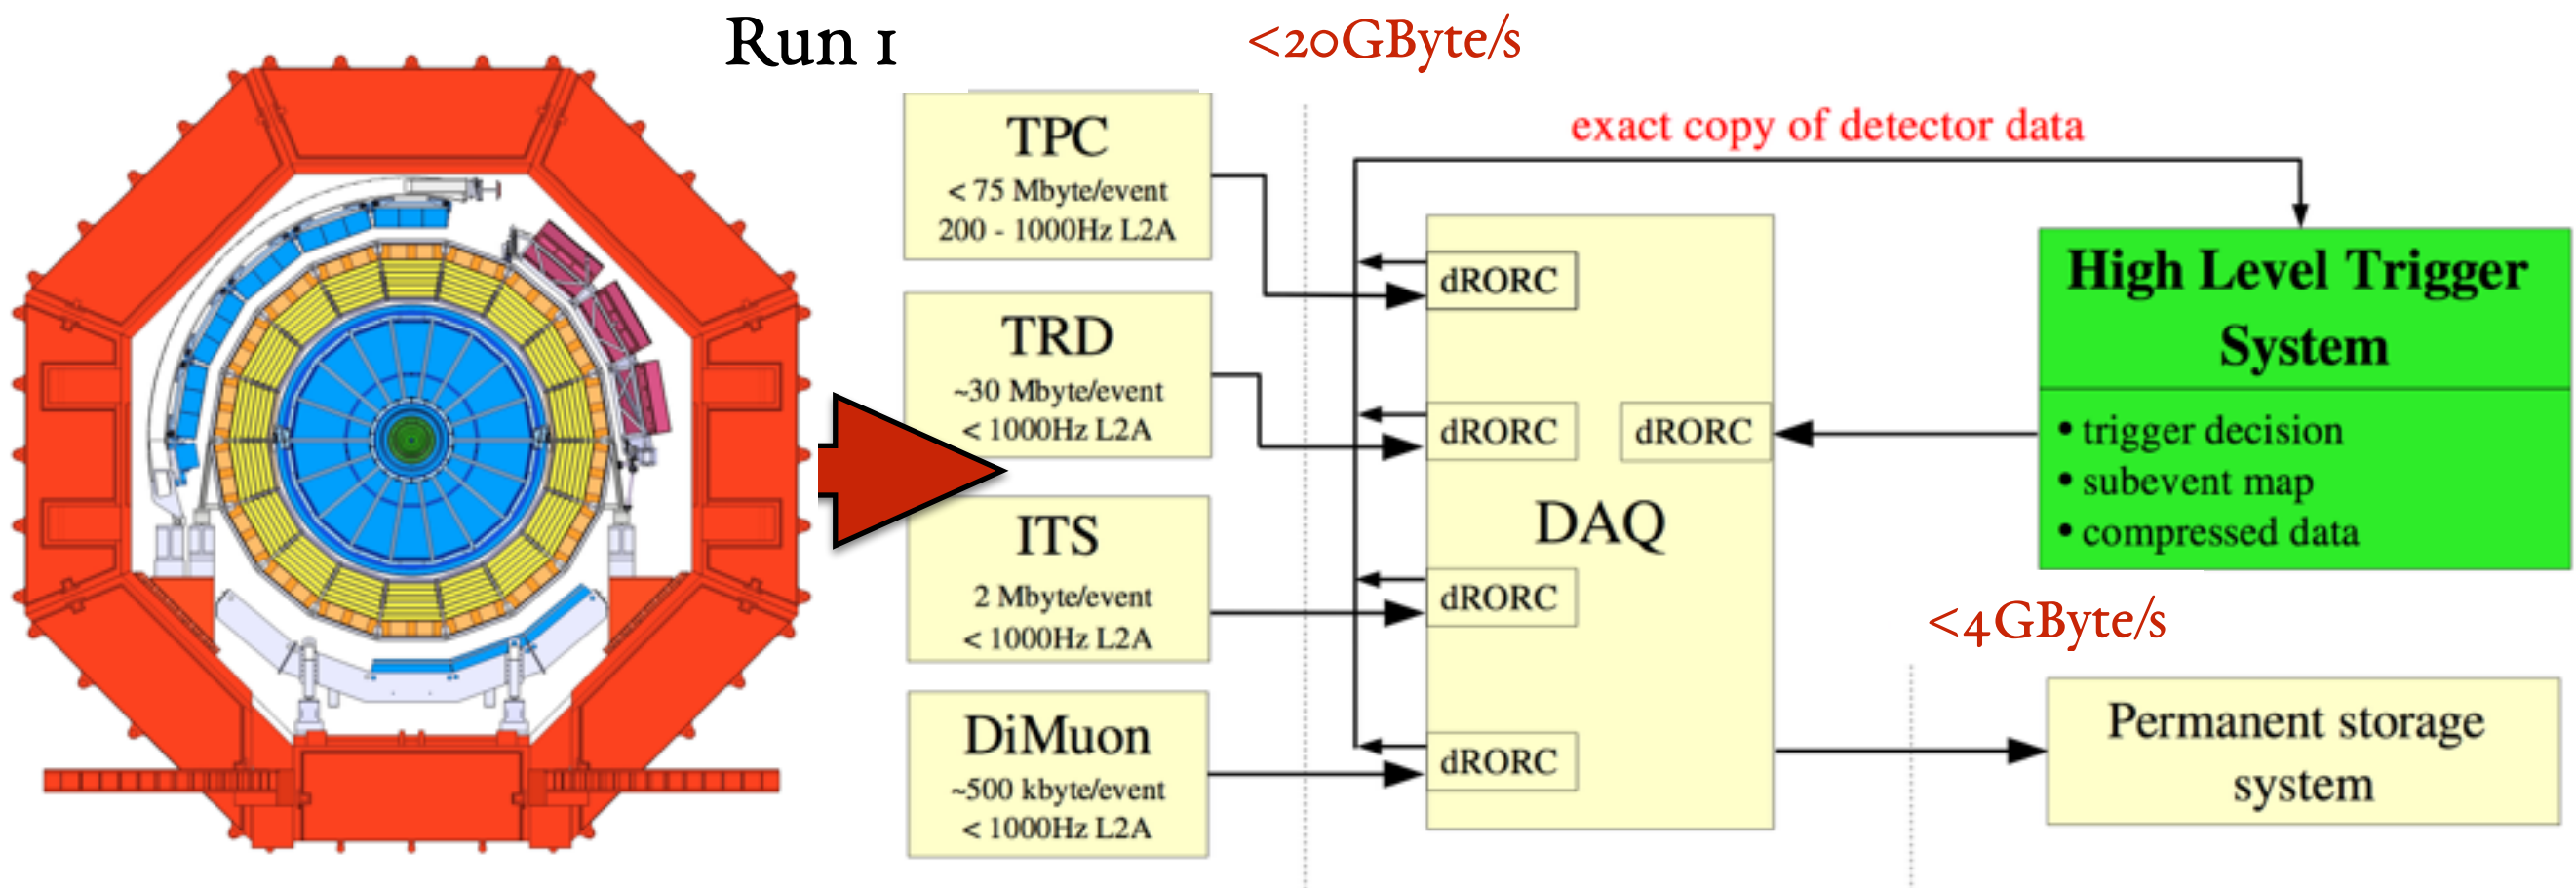 Run 1
<20GByte/s
TPC
< 75 Mbyte/event
200 - 1000Hz L2A
TRD
~30 Mbyte/event
< 1000Hz L2A
ITS
2 Mbyte/event
< 1000Hz L2A
DiMuon
~500 kbyte/event
< 1000Hz L2A
exact copy of detector data
dRORC
dRORC
dRORC
DAQ
dRORC
dRORC
High Level Trigger
System
• trigger decision
• subevent map
• compressed data
<4GByte/s
Permanent storage
system